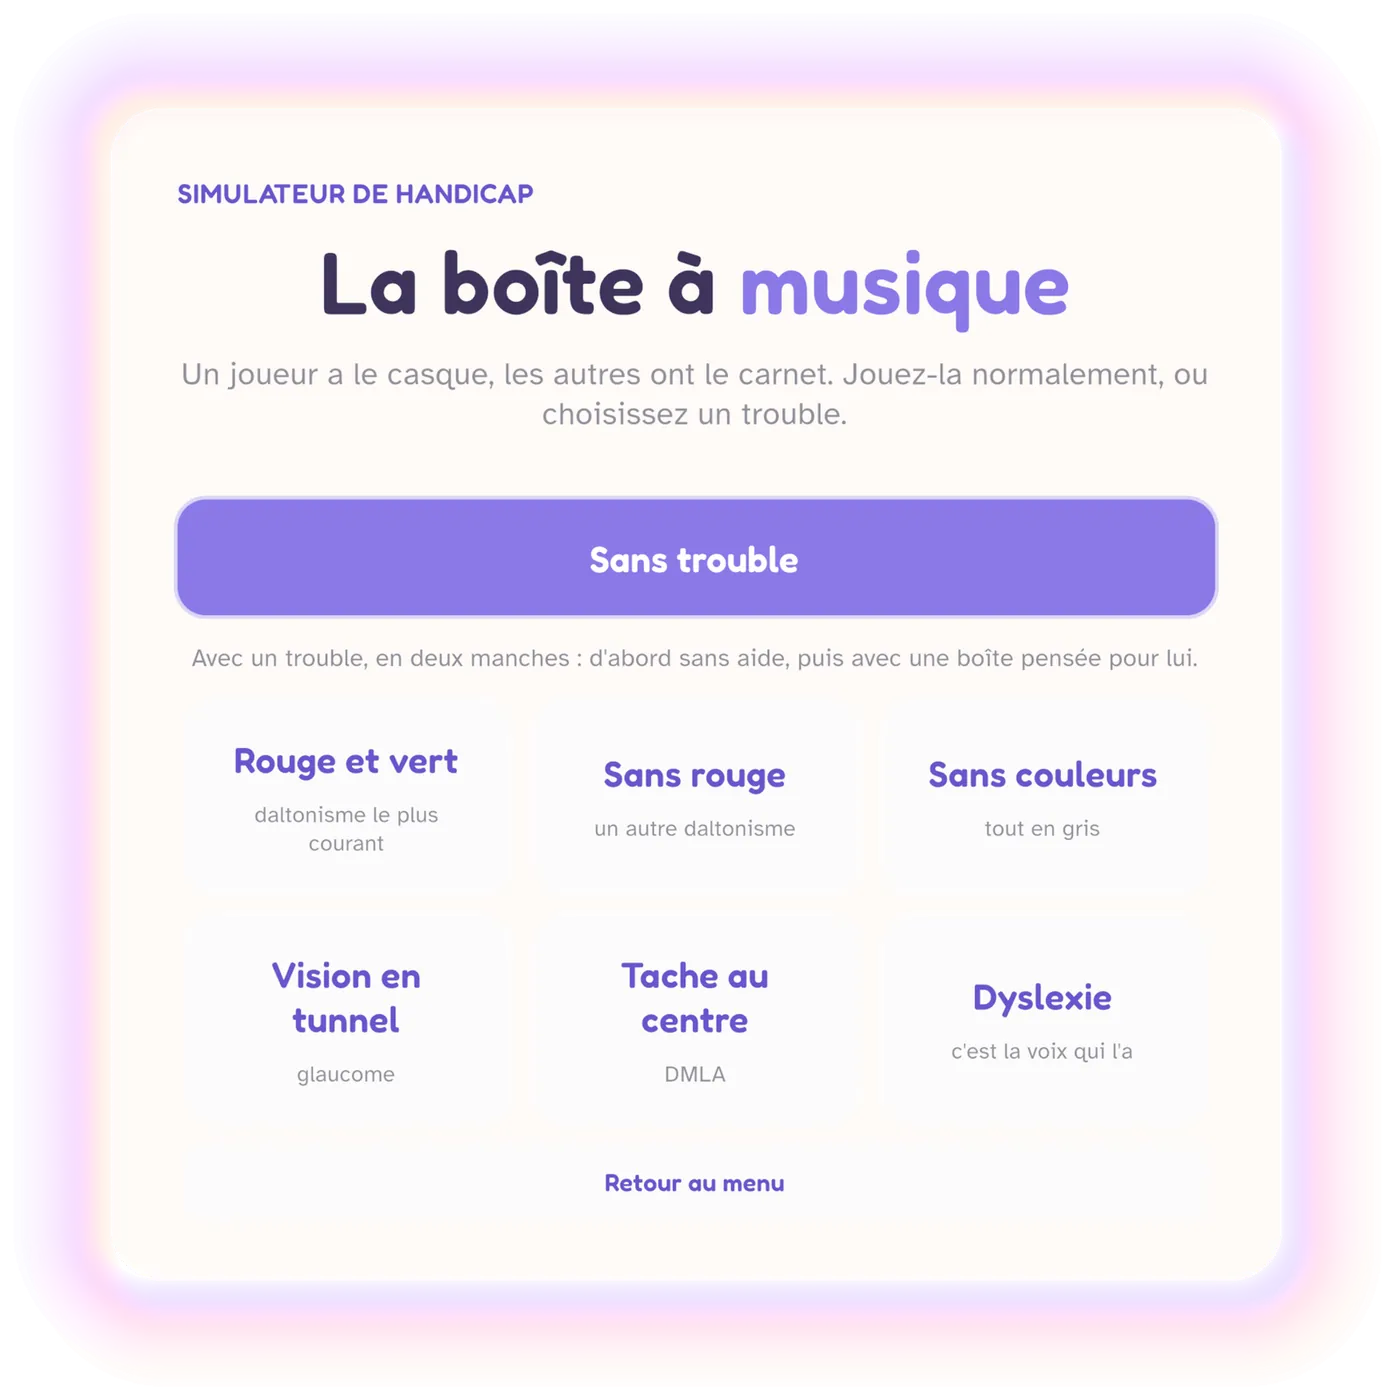 SIMULATEUR DE HANDICAP
La boîte à musique
Un joueur a le casque, les autres ont le carnet. Jouez-la normalement, ou
choisissez un trouble.
Sans trouble
Avec un trouble, en deux manches : d'abord sans aide, puis avec une boîte pensée pour lui.
Rouge et vert
daltonisme le plus
courant
Sans rouge
un autre daltonisme
Sans couleurs
tout en gris
Vision en
tunnel
glaucome
Tache au
centre
DMLA
Dyslexie
c'est la voix qui l'a
Retour au menu